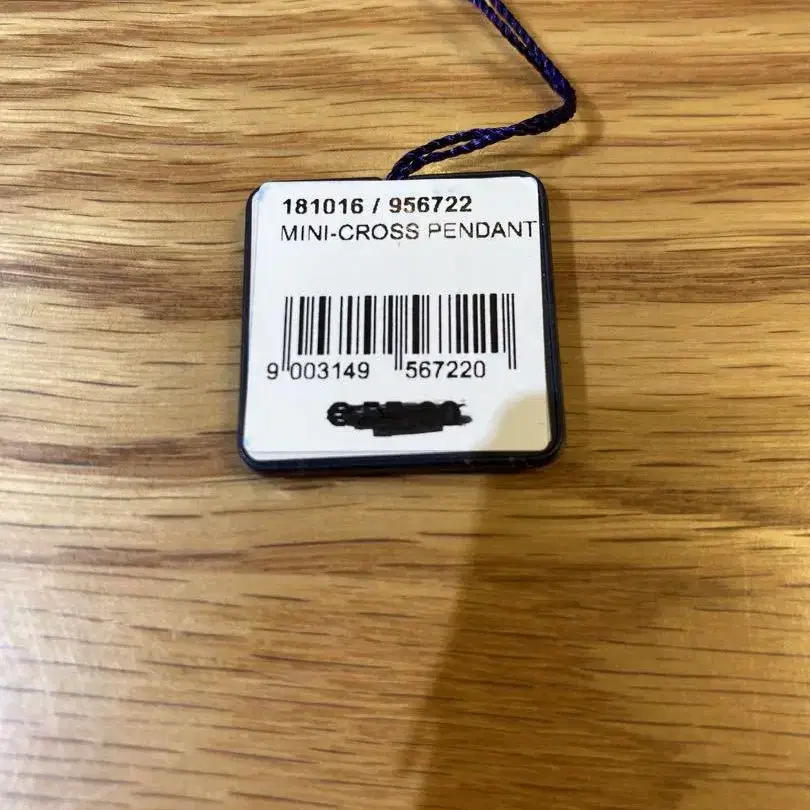 181016 / 956722
MINI-CROSS PENDANT
9 003149 567220